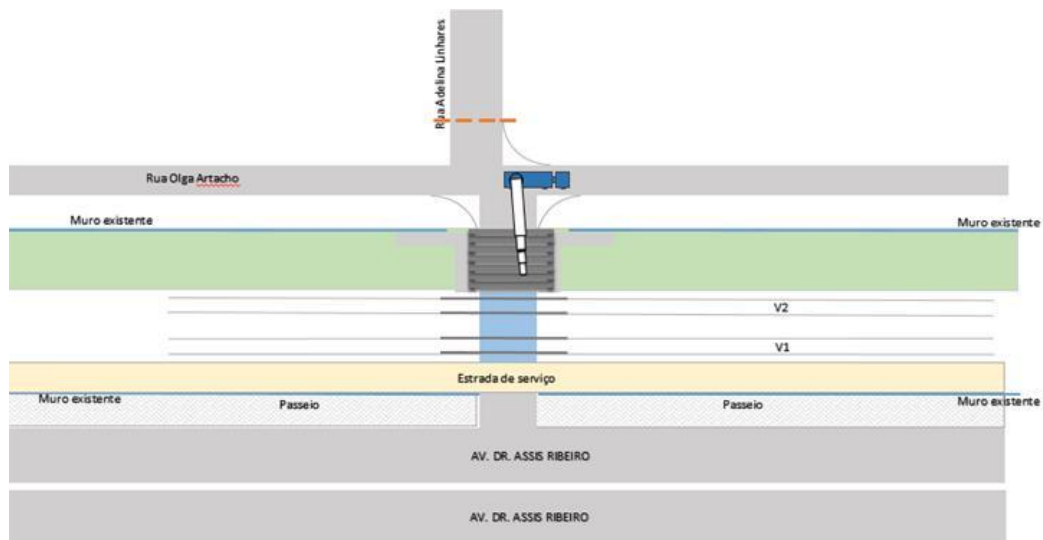 Rua Adelina Linhares
Rua Olga Artacho
Muro existente
Muro existente
V2
V1
Estrada de serviço
Muro existente
Passeio
Passeio
Muro existente
AV. DR. ASSIS RIBEIRO
AV. DR. ASSIS RIBEIRO